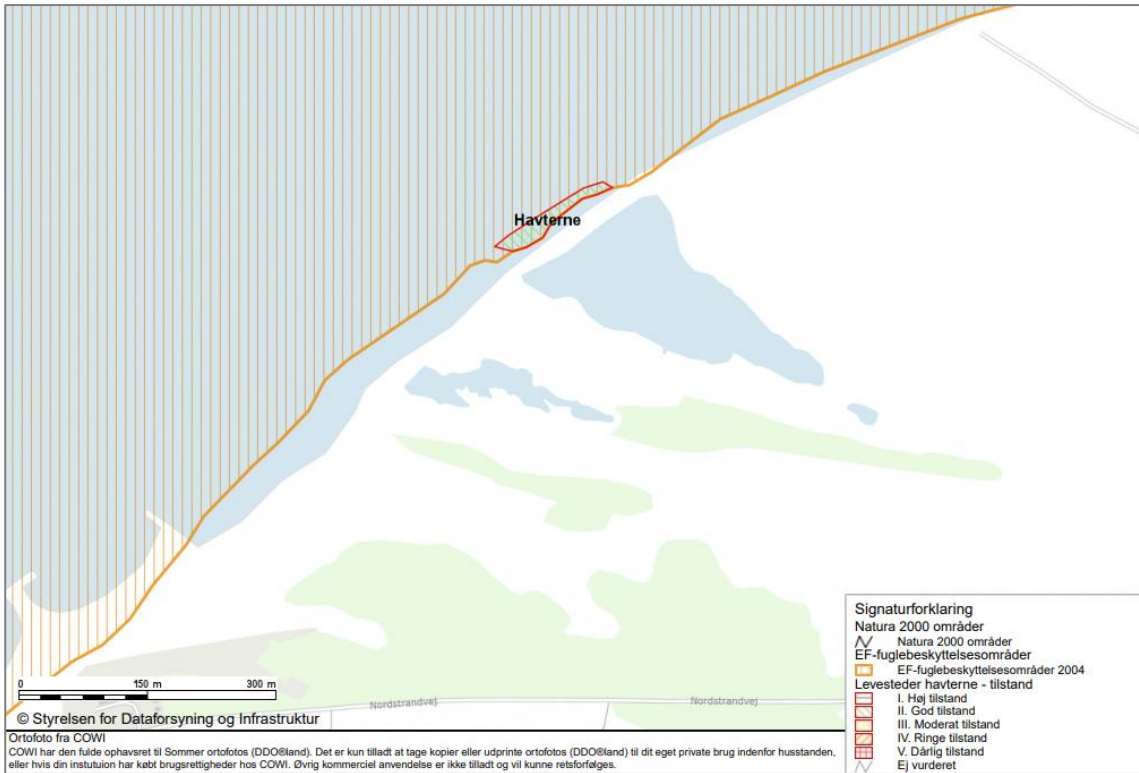 Havterne
Signaturforklaring
Natura 2000 områder
Natura 2000 områder
EF-fuglebeskyttelsesområder
EF-fuglebeskyttelsesområder 2004
Levesteder havterne - tilstand
I. Høj tilstand
II. God tilstand
III. Moderat tilstand
IV. Ringe tilstand
V. Dårlig tilstand
Ej vurderet
0 150 m 300 m
Nordstrandvej Nordstrandvej
© Styrelsen for Dataforsyning og Infrastruktur
Ortofoto fra COWI
COWI har den fulde ophavsret til Sommer ortofotos (DDO®land). Det er kun tilladt at tage kopier eller udprinte ortofotos (DDO®land) til dit eget private brug indenfor husstanden,
eller hvis din instutuion har købt brugsrettigheder hos COWI. Øvrig kommerciel anvendelse er ikke tilladt og vil kunne retsforfølges.